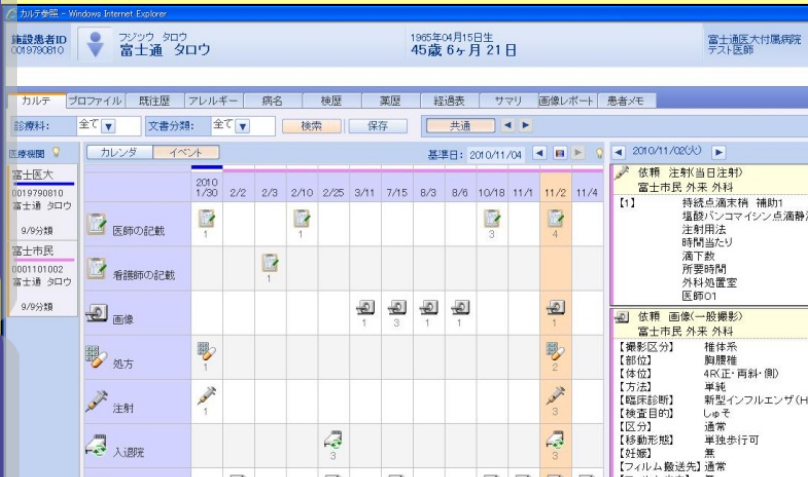 カルテ参照 - Windows Internet Explorer
施設患者ID
0019790810
フジツウ タロウ
富士通 タロウ
1965年04月15日生
45歳 6ヶ月 21日
富士通医大付属病院
テスト医師
カルテ プロファイル 既往歴 アレルギー 病名 検歴 薬歴 経過表 サマリ 画像レポート 患者メモ
診療科: 全て 文書分類: 全て 検索 保存 共通
医療機関
カレンダ イベント 基準日: 2010/11/04
富士医大
0019790810
富士通 タロウ
9/9分類
富士市民
0001101002
富士通 タロウ
9/9分類
2010
1/30 2/2 2/3 2/10 2/25 3/11 7/15 8/3 8/6 10/18 11/1 11/2 11/4
医師の記載 1 1 3 4
看護師の記載 1
画像 1 3 1 1 1
処方 1 2
注射 1 3
入退院 3 3
2010/11/02(火)
依頼 注射(当日注射)
富士市民 外来 外科
【1】 持続点滴末梢 補助1
塩酸バンコマイシン点滴静
注射用法
時間当たり
滴下数
所要時間
外科処置室
医師01
依頼 画像(一般撮影)
富士市民 外来 外科
【撮影区分】 椎体系
【部位】 胸腰椎
【体位】 4R(正・両斜・側)
【方法】 単純
【臨床診断】 新型インフルエンザ(H
【検査目的】 しゅそ
【区分】 通常
【移動形態】 単独歩行可
【妊娠】 無
【フィルム搬送先】 通常